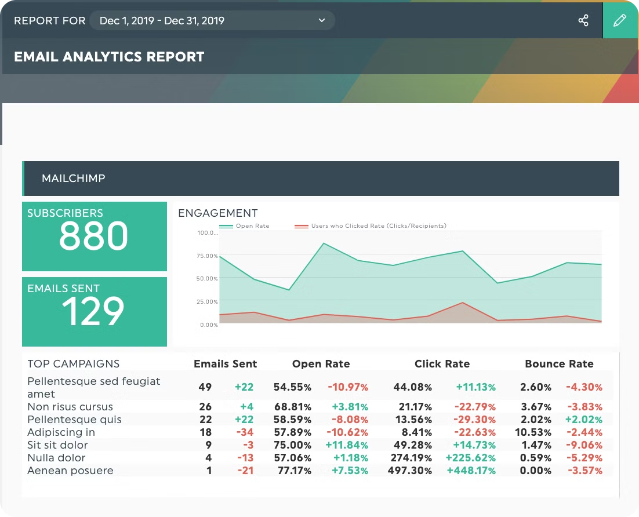 REPORT FOR Dec 1, 2019 - Dec 31, 2019
EMAIL ANALYTICS REPORT
MAILCHIMP
SUBSCRIBERS
880
EMAILS SENT
129
ENGAGEMENT
Open Rate Users who Clicked Rate (Clicks/Recipients)
100.0...
75.00%
50.00%
25.00%
0.00%
TOP CAMPAIGNS Emails Sent Open Rate Click Rate Bounce Rate
Pellentesque sed feugiat
amet
49 +22 54.55% -10.97% 44.08% +11.13% 2.60% -4.30%
Non risus cursus 26 +4 68.81% +3.81% 21.17% -22.79% 3.67% -3.83%
Pellentesque quis 22 +22 58.59% -8.08% 13.56% -29.30% 2.02% +2.02%
Adipiscing in 18 -34 57.89% -10.62% 8.41% -22.63% 10.53% -2.44%
Sit sit dolor 9 -3 75.00% +11.84% 49.28% +14.73% 1.47% -9.06%
Nulla dolor 4 -13 57.06% +1.18% 274.19% +225.62% 0.59% -5.29%
Aenean posuere 1 -21 77.17% +7.53% 497.30% +448.17% 0.00% -3.57%